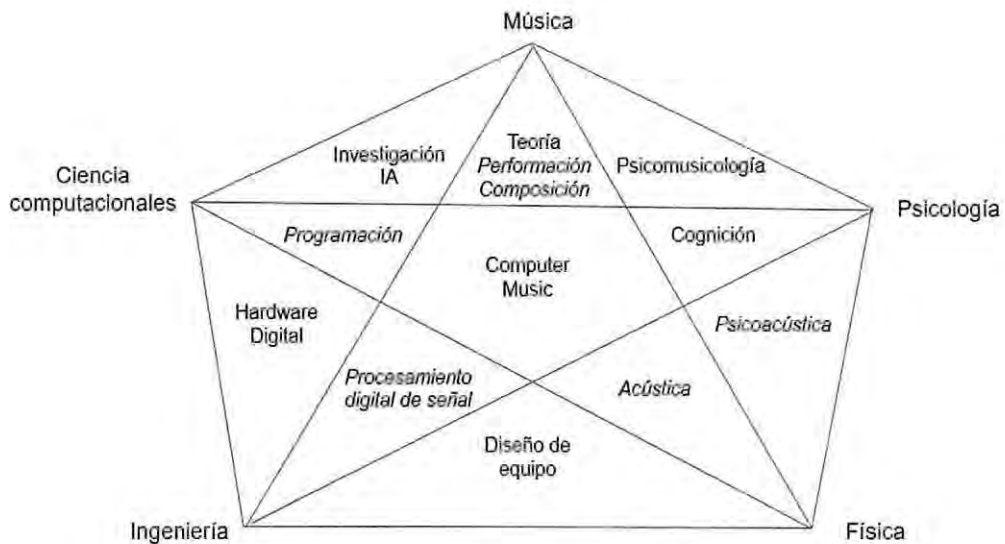 Música
Investigación
IA
Teoría
Performación
Composición
Psicomusicología
Ciencia
computacionales
Psicología
Programación
Cognición
Computer
Music
Hardware
Digital
Psicoacústica
Procesamiento
digital de señal
Acústica
Diseño de
equipo
Ingeniería
Física